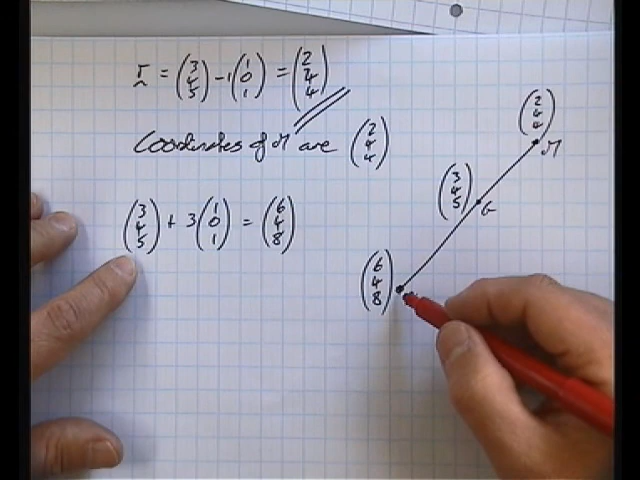 r = (3 4 5) - 1 (1 0 1) = (2 4 4)
Coordinates of M are (2 4 4)
(3 4 5) + 3 (1 0 1) = (6 4 8)
(2 4 4)
M
(3 4 5)
G
(6 4 8)